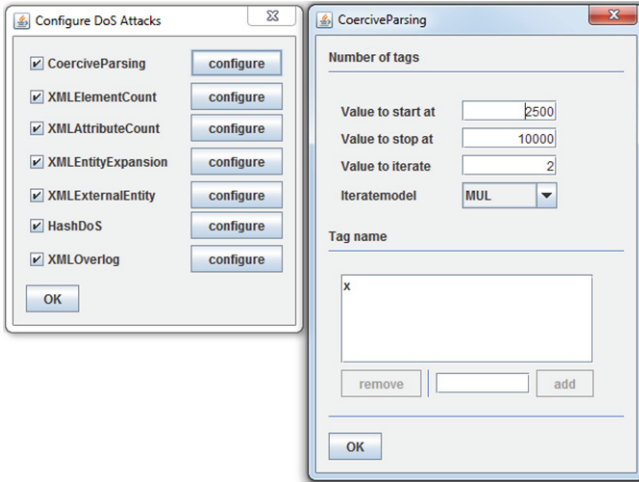 Configure DoS Attacks
CoerciveParsing configure
XMLElementCount configure
XMLAttributeCount configure
XMLEntityExpansion configure
XMLExternalEntity configure
HashDoS configure
XMLOverlog configure
OK
CoerciveParsing
Number of tags
Value to start at 2500
Value to stop at 10000
Value to iterate 2
Iteratemodel MUL
Tag name
x
remove add
OK